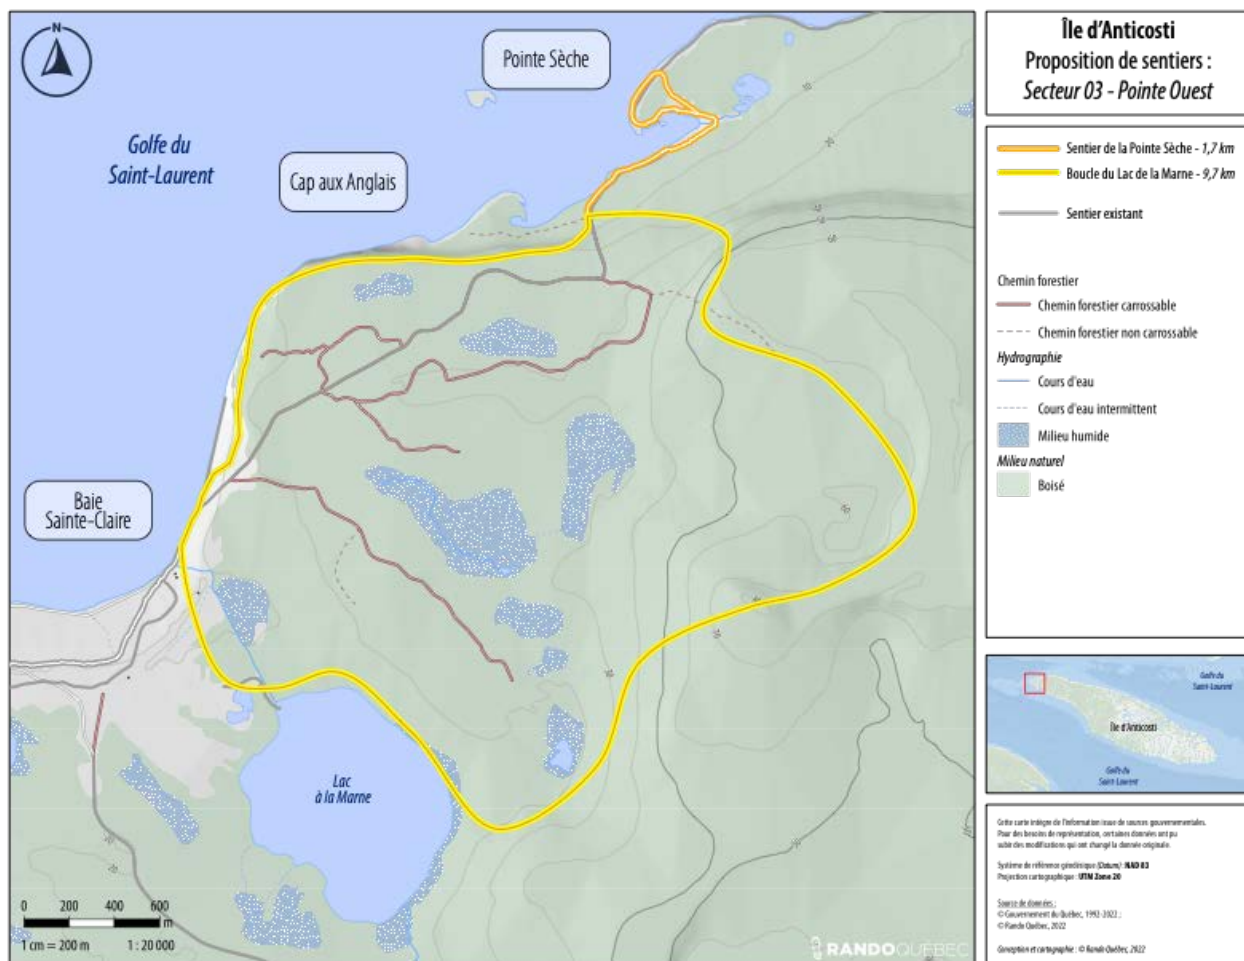 N
Pointe Sèche
Golfe du
Saint-Laurent
Cap aux Anglais
Baie
Sainte-Claire
Lac
à la Marne
0 200 400 600
m
1 cm = 200 m 1 : 20 000
RANDOQUÉBEC
Île d'Anticosti
Proposition de sentiers :
Secteur 03 - Pointe Ouest
Sentier de la Pointe Sèche - 1,7 km
Boucle du Lac de la Marne - 9,7 km
Sentier existant
Chemin forestier
Chemin forestier carrossable
Chemin forestier non carrossable
Hydrographie
Cours d'eau
Cours d'eau intermittent
Milieu humide
Milieu naturel
Boisé
Golfe du
Saint-Laurent
Île d'Anticosti
Golfe du
Saint-Laurent
Cette carte intègre de l'information issue de sources gouvernementales.
Pour des besoins de représentation, certaines données ont pu
subir des modifications qui ont changé la donnée originale.
Système de référence géodésique (Datum) : NAD 83
Projection cartographique : UTM Zone 20
Source de données :
© Gouvernement du Québec, 1992-2022 ;
© Rando Québec, 2022
Conception et cartographie : © Rando Québec, 2022